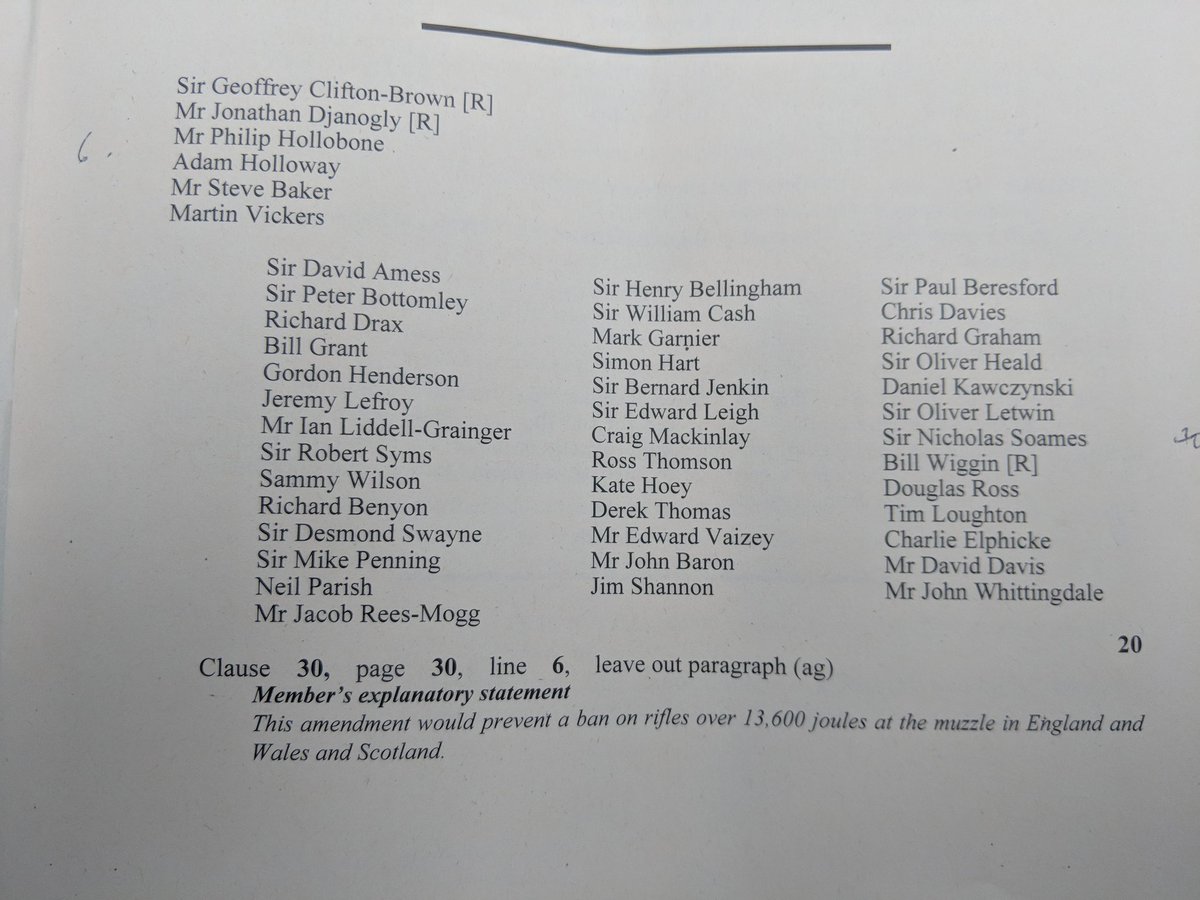 Sir Geoffrey Clifton-Brown [R]
Mr Jonathan Djanogly [R]
Mr Philip Hollobone
6.
Adam Holloway
Mr Steve Baker
Martin Vickers
Sir David Amess
Sir Peter Bottomley
Richard Drax
Bill Grant
Gordon Henderson
Jeremy Lefroy
Mr Ian Liddell-Grainger
Sir Robert Syms
Sammy Wilson
Richard Benyon
Sir Desmond Swayne
Sir Mike Penning
Neil Parish
Mr Jacob Rees-Mogg
Sir Henry Bellingham
Sir William Cash
Mark Garnier
Simon Hart
Sir Bernard Jenkin
Sir Edward Leigh
Craig Mackinlay
Ross Thomson
Kate Hoey
Derek Thomas
Mr Edward Vaizey
Mr John Baron
Jim Shannon
Sir Paul Beresford
Chris Davies
Richard Graham
Sir Oliver Heald
Daniel Kawczynski
Sir Oliver Letwin
Sir Nicholas Soames
Bill Wiggin [R]
Douglas Ross
Tim Loughton
Charlie Elphicke
Mr David Davis
Mr John Whittingdale
20
Clause 30, page 30, line 6, leave out paragraph (ag)
Member's explanatory statement
This amendment would prevent a ban on rifles over 13,600 joules at the muzzle in England and
Wales and Scotland.